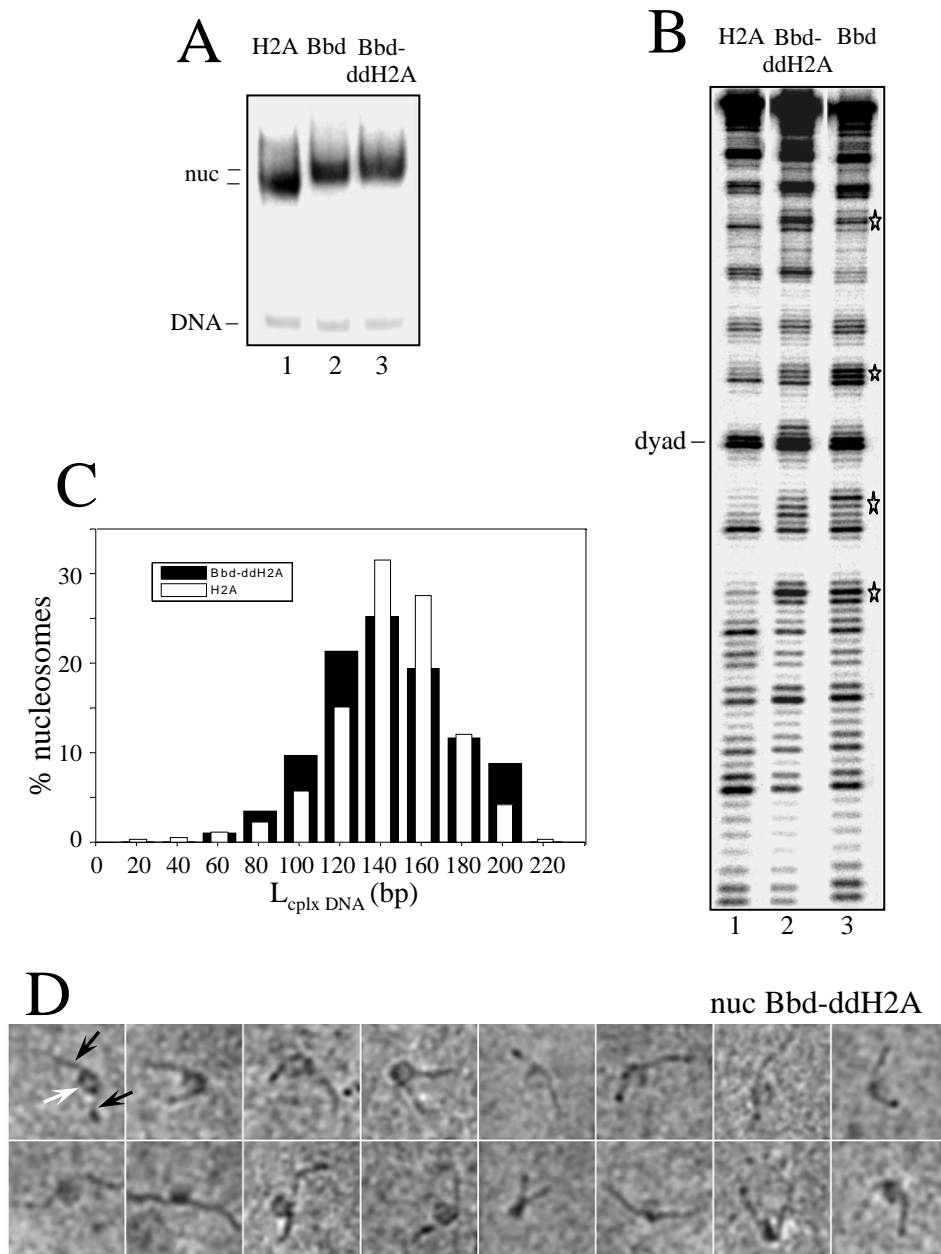 A
H2A Bbd Bbd-
ddH2A
nuc
DNA
1 2 3
B
H2A Bbd- Bbd
ddH2A
dyad
1 2 3
C
% nucleosomes
30
20
10
0
Bbd-ddH2A
H2A
0 20 40 60 80 100 120 140 160 180 200 220
L cplx DNA (bp)
D
nuc Bbd-ddH2A